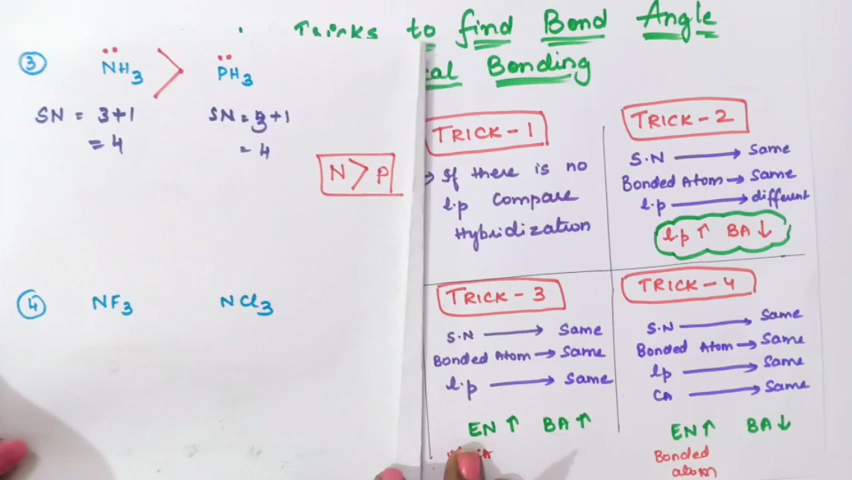 Tricks to find Bond Angle
cal Bonding
3 NH3 > PH3
SN = 3+1 SN = 3+1
= 4 = 4
N > P
4 NF3 NCl3
TRICK-1
If there is no
l.p Compare
Hybridization
TRICK-2
S.N → Same
Bonded Atom → Same
l.p → different
lp ↑ BA ↓
TRICK-3
S.N → Same
Bonded Atom → Same
l.p → Same
EN ↑ BA ↑
TRICK-4
S.N → Same
Bonded Atom → Same
lp → Same
CA → Same
EN ↑ BA ↓
Bonded
atom